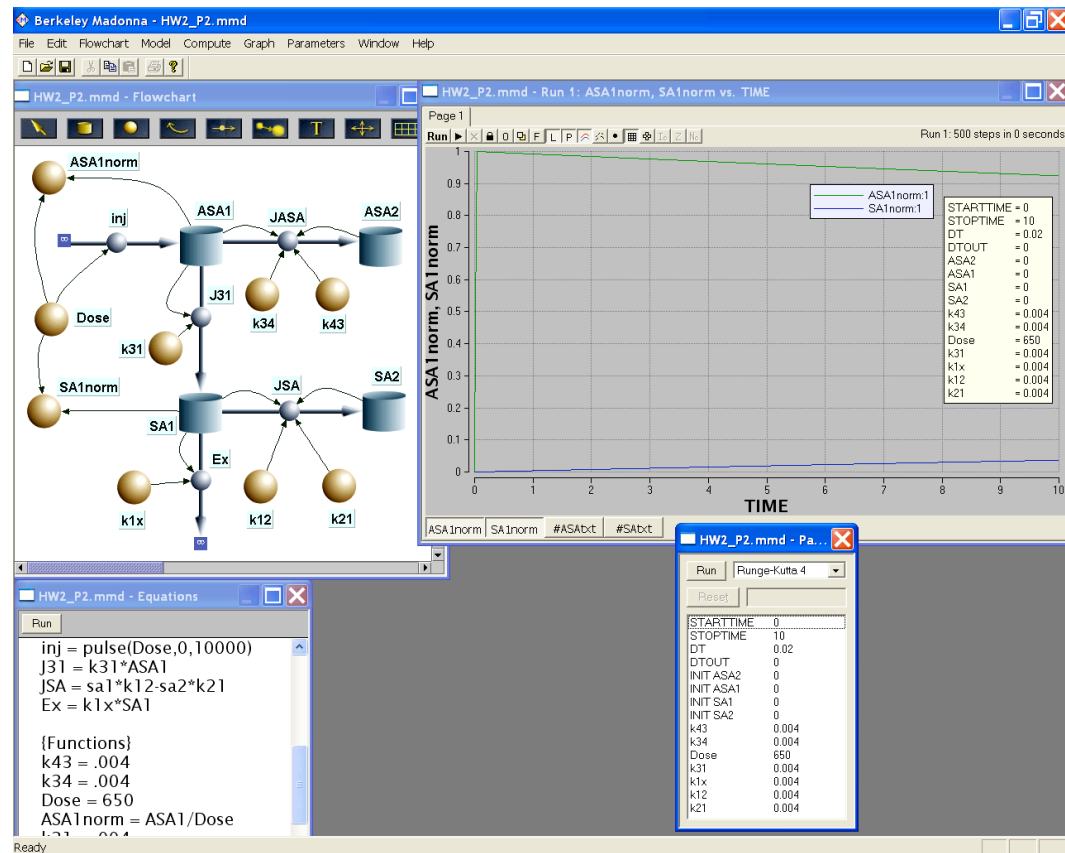 Berkeley Madonna - HW2_P2.mmd
File Edit Flowchart Model Compute Graph Parameters Window Help
HW2_P2.mmd - Flowchart
T
ASA1norm
inj
ASA1
JASA
ASA2
J31
Dose
k34
k43
k31
SA1norm
JSA
SA2
SA1
Ex
k1x
k12
k21
HW2_P2.mmd - Run 1: ASA1norm, SA1norm vs. TIME
Page 1
Run 0 F L P Run 1: 500 steps in 0 seconds
ASA1norm, SA1norm
1
0.9
0.8
0.7
0.6
0.5
0.4
0.3
0.2
0.1
0
0 1 2 3 4 5 6 7 8 9 10
TIME
ASA1norm:1
SA1norm:1
STARTTIME = 0
STOPTIME = 10
DT = 0.02
DTOUT = 0
ASA2 = 0
ASA1 = 0
SA1 = 0
SA2 = 0
k43 = 0.004
k34 = 0.004
Dose = 650
k31 = 0.004
k1x = 0.004
k12 = 0.004
k21 = 0.004
ASA1norm SA1norm #ASAtxt #SAtxt
HW2_P2.mmd - Equations
Run
inj = pulse(Dose,0,10000)
J31 = k31*ASA1
JSA = sa1*k12-sa2*k21
Ex = k1x*SA1
{Functions}
k43 = .004
k34 = .004
Dose = 650
ASA1norm = ASA1/Dose
k31 = .004
HW2_P2.mmd - Pa...
Run Runge-Kutta 4
Reset
STARTTIME 0
STOPTIME 10
DT 0.02
DTOUT 0
INIT ASA2 0
INIT ASA1 0
INIT SA1 0
INIT SA2 0
k43 0.004
k34 0.004
Dose 650
k31 0.004
k1x 0.004
k12 0.004
k21 0.004
Ready